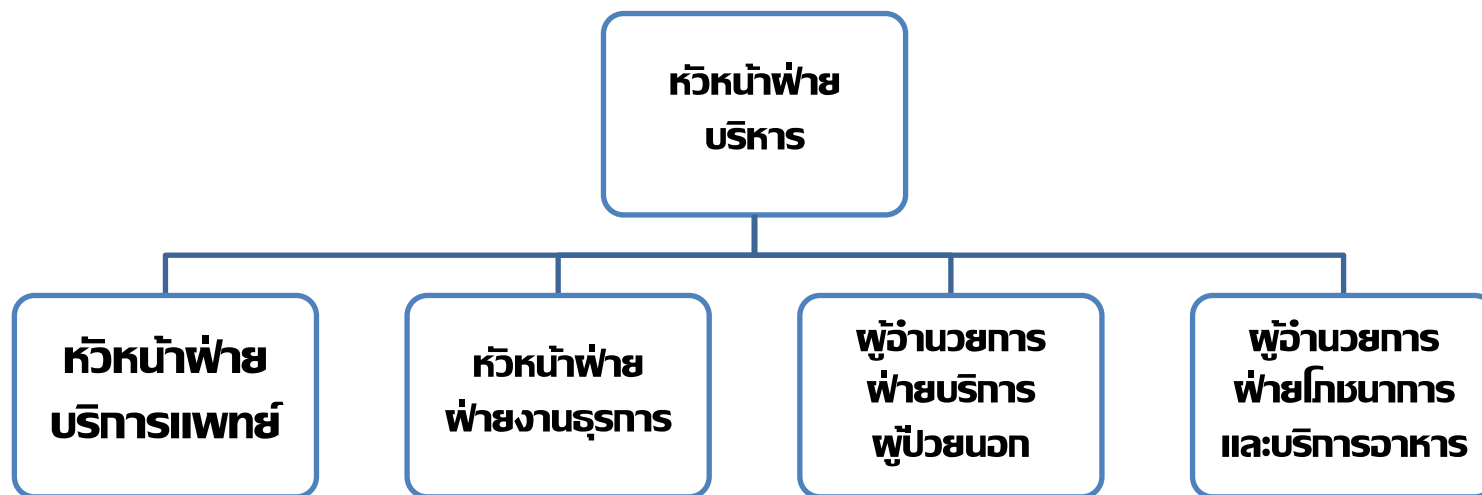 หัวหน้าฝ่าย
บริหาร
หัวหน้าฝ่าย
บริการแพทย์
หัวหน้าฝ่าย
ฝ่ายงานธุรการ
ผู้อำนวยการ
ฝ่ายบริการ
ผู้ป่วยนอก
ผู้อำนวยการ
ฝ่ายโภชนาการ
และบริการอาหาร